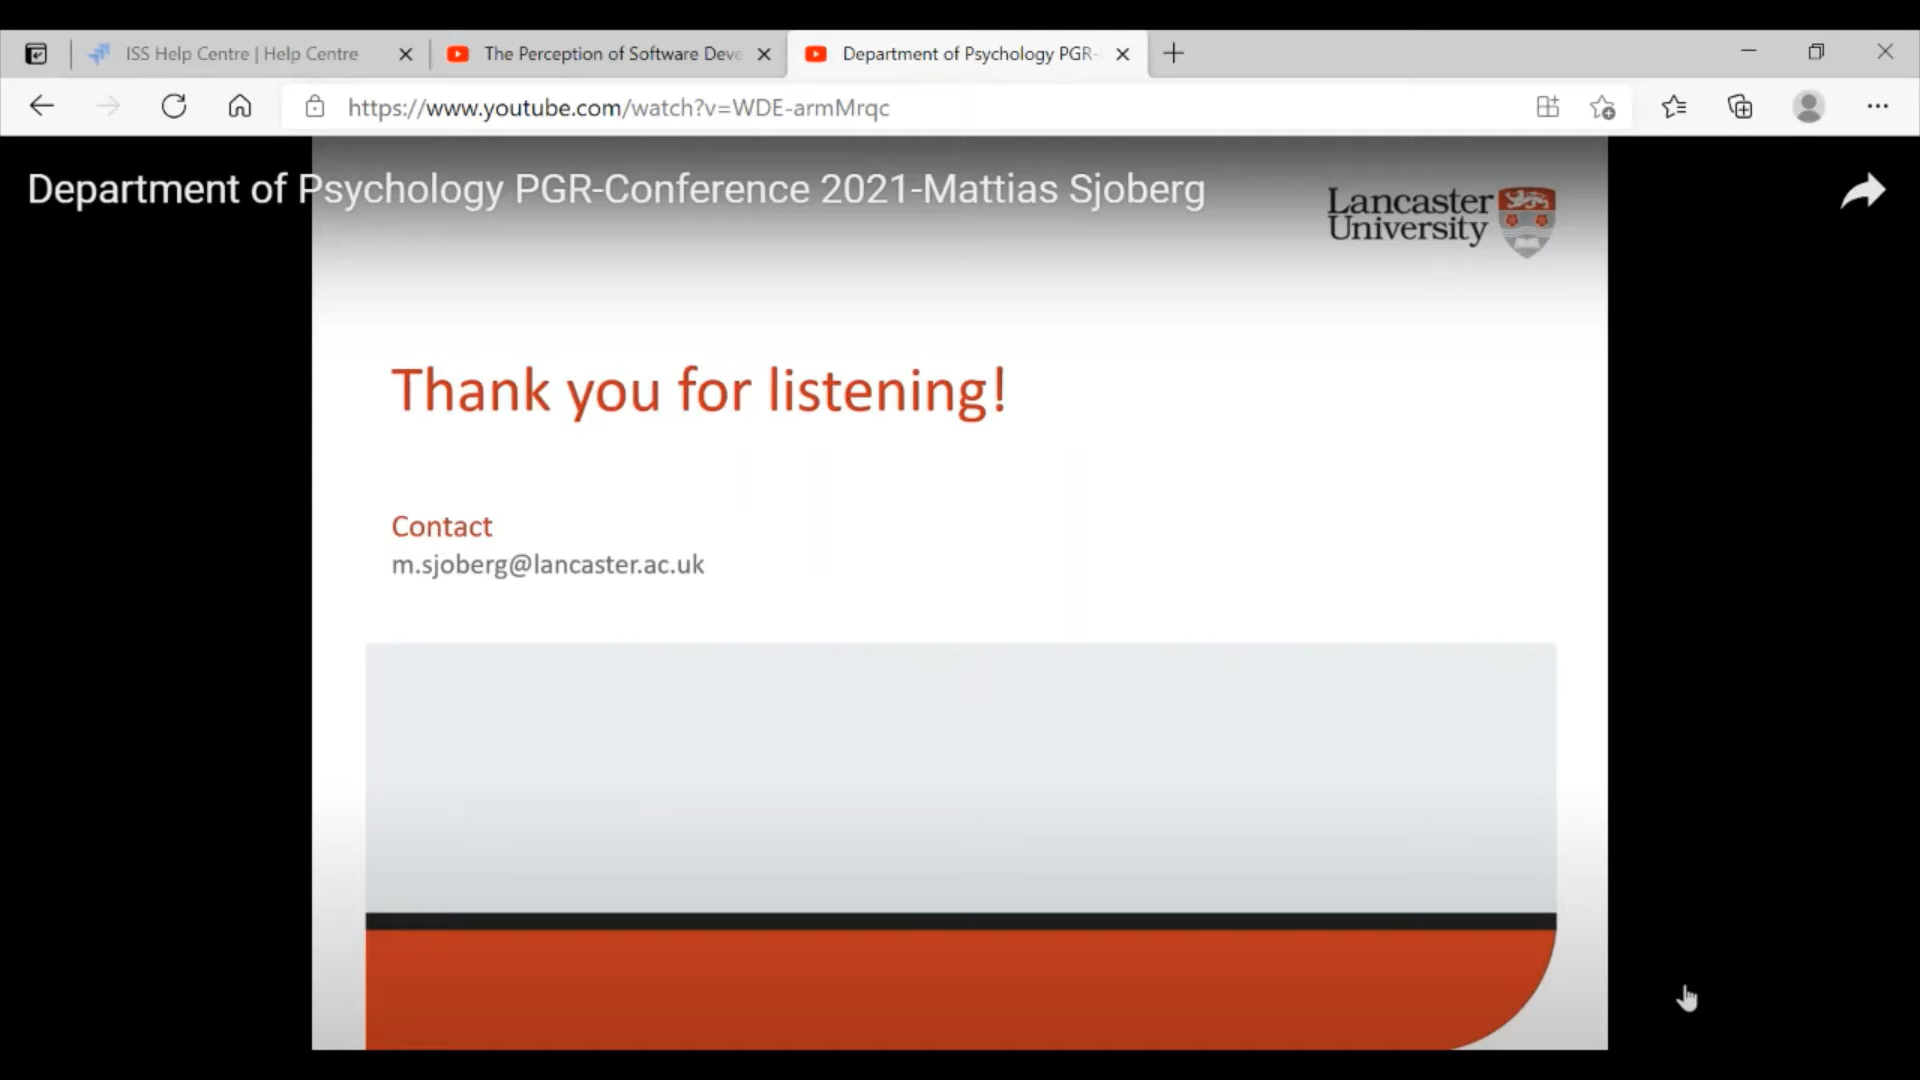 ISS Help Centre | Help Centre
The Perception of Software Deve
Department of Psychology PGR-
https://www.youtube.com/watch?v=WDE-armMrqc
Department of Psychology PGR-Conference 2021-Mattias Sjoberg
Lancaster
University
Thank you for listening!
Contact
m.sjoberg@lancaster.ac.uk